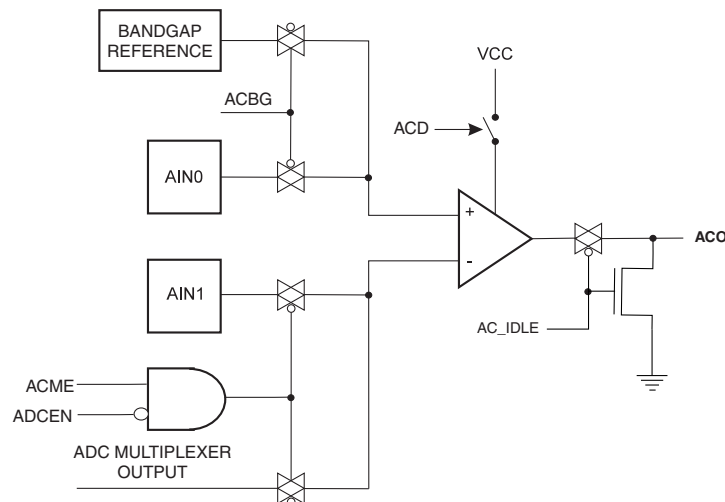 BANDGAP
REFERENCE
VCC
ACBG
ACD
AIN0
+
-
ACO
AIN1
AC_IDLE
ACME
ADCEN
ADC MULTIPLEXER
OUTPUT